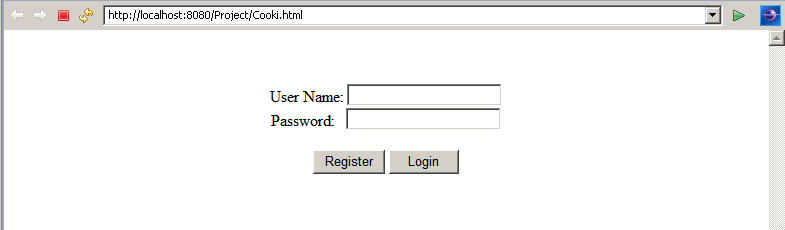 http://localhost:8080/Project/Cooki.html
User Name:
Password:
Register Login